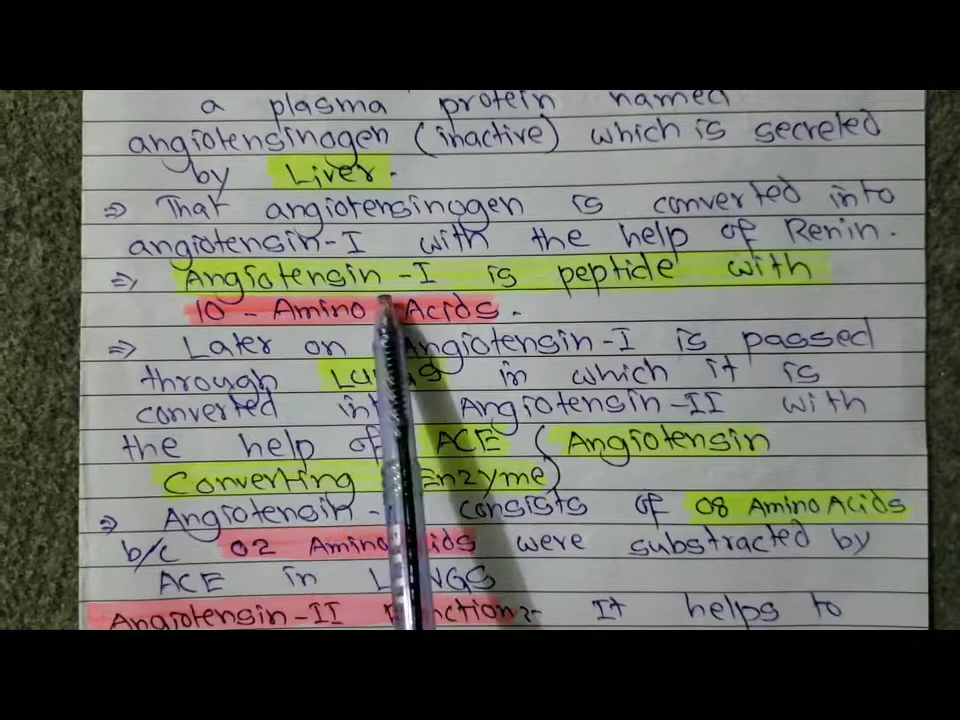 a plasma protein named
angiotensinogen (inactive) which is secreted
by Liver.
⇒ That angiotensinogen is converted into
angiotensin-I with the help of Renin.
⇒ Angiotensin-I is peptide with
10 - Amino Acids.
⇒ Later on Angiotensin-I is passed
through in which it is
converted Angiotensin-II with
the help of ACE (Angiotensin
Converting Enzyme)
⇒ Angiotensin- consists of 08 Amino Acids
b/c 02 Amino were substracted by
ACE in
Angiotensin-II It helps to